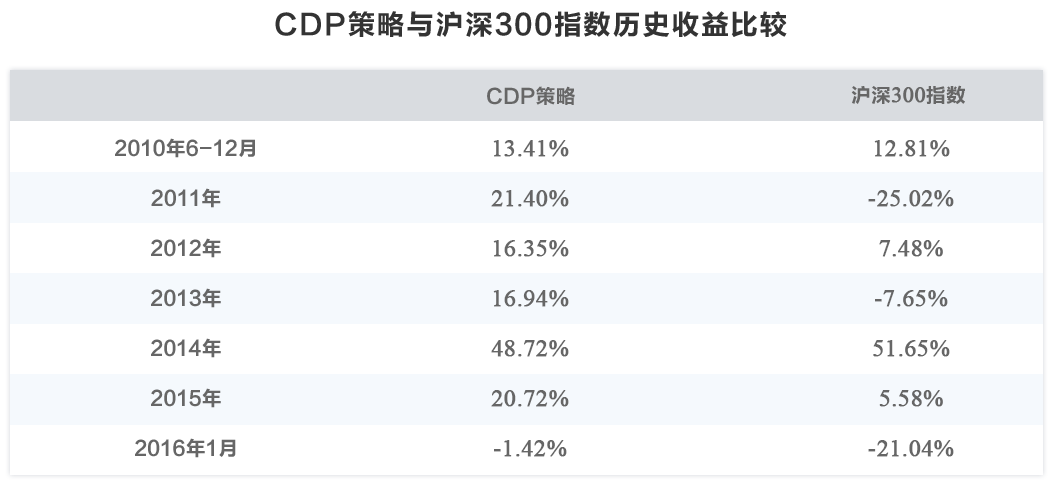 CDP策略与沪深300指数历史收益比较
CDP策略 沪深300指数
2010年6-12月 13.41% 12.81%
2011年 21.40% -25.02%
2012年 16.35% 7.48%
2013年 16.94% -7.65%
2014年 48.72% 51.65%
2015年 20.72% 5.58%
2016年1月 -1.42% -21.04%